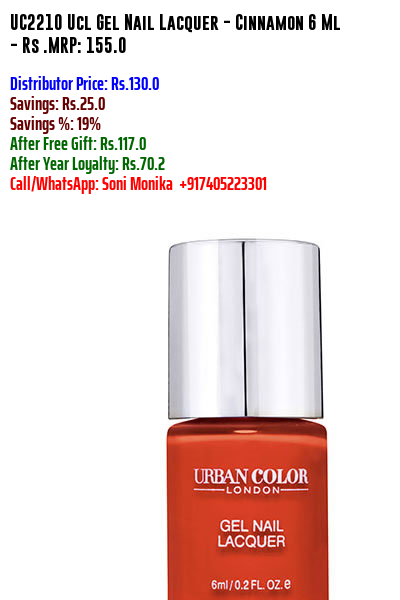 UC2210 Ucl Gel Nail Lacquer - Cinnamon 6 Ml
- Rs .MRP: 155.0
Distributor Price: Rs.130.0
Savings: Rs.25.0
Savings %: 19%
After Free Gift: Rs.117.0
After Year Loyalty: Rs.70.2
Call/WhatsApp: Soni Monika +917405223301
URBAN COLOR
LONDON
GEL NAIL
LACQUER
6ml/0.2 FL. OZ. e